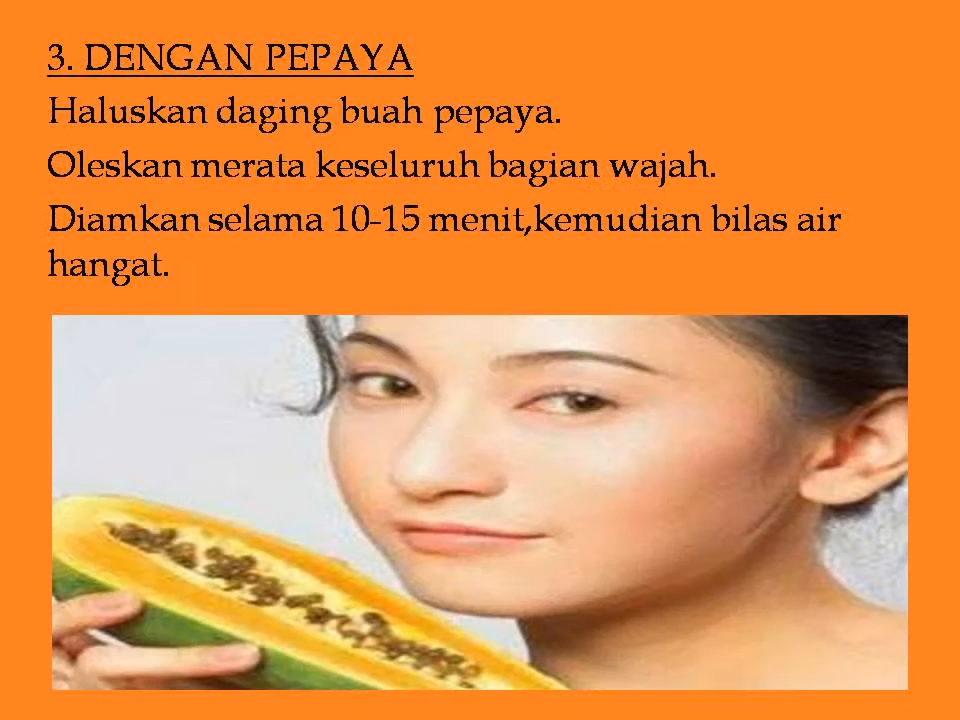 3. DENGAN PEPAYA
Haluskan daging buah pepaya.
Oleskan merata keseluruh bagian wajah.
Diamkan selama 10-15 menit,kemudian bilas air
hangat.